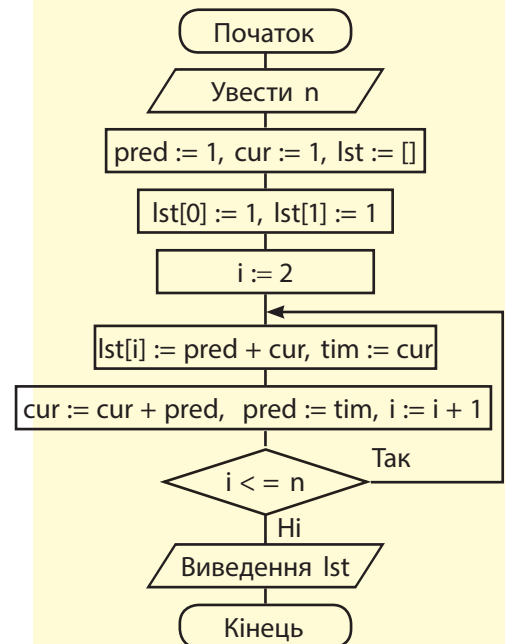 Початок
Увести n
pred := 1, cur := 1, lst := []
lst[0] := 1, lst[1] := 1
i := 2
lst[i] := pred + cur, tim := cur
cur := cur + pred, pred := tim, i := i + 1
Так
i < = n
Ні
Виведення lst
Кінець